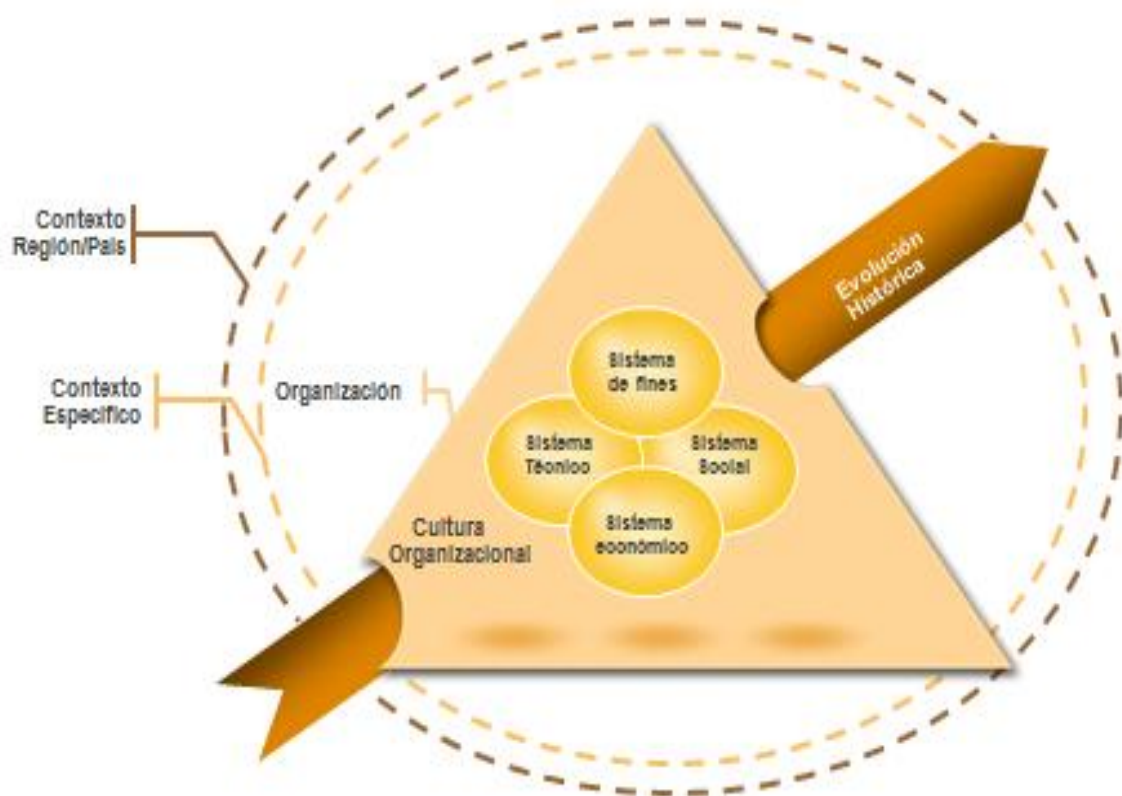 Contexto
Región/País
Contexto
Específico
Organización
Evolución
Histórica
Sistema
de fines
Sistema
Técnico
Sistema
Social
Sistema
económico
Cultura
Organizacional